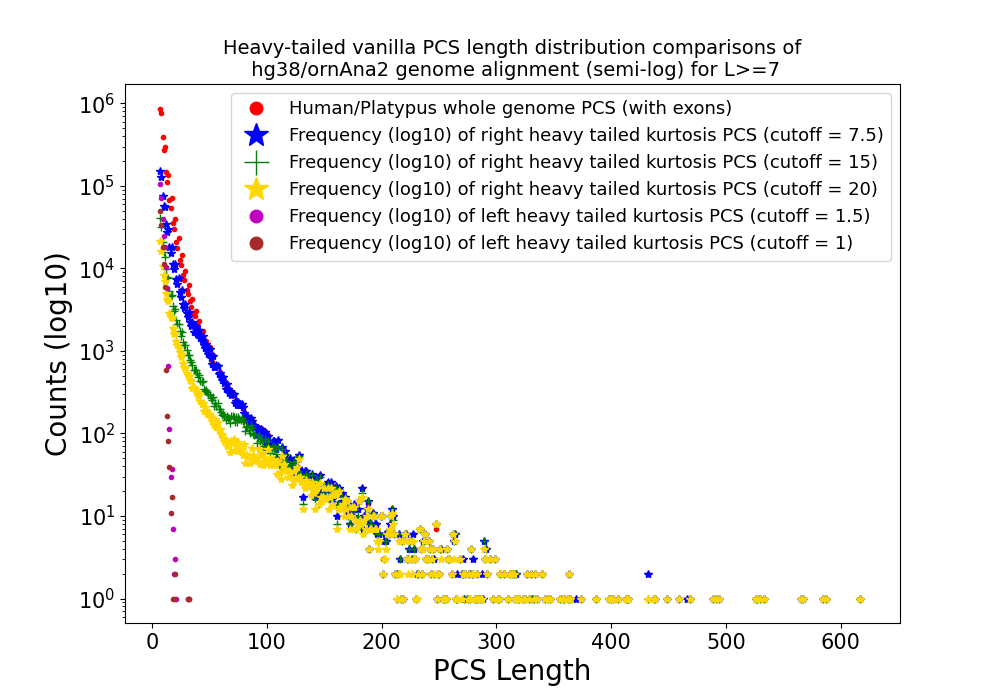 Heavy-tailed vanilla PCS length distribution comparisons of
hg38/ornAna2 genome alignment (semi-log) for L>=7
Human/Platypus whole genome PCS (with exons)
Frequency (log10) of right heavy tailed kurtosis PCS (cutoff = 7.5)
Frequency (log10) of right heavy tailed kurtosis PCS (cutoff = 15)
Frequency (log10) of right heavy tailed kurtosis PCS (cutoff = 20)
Frequency (log10) of left heavy tailed kurtosis PCS (cutoff = 1.5)
Frequency (log10) of left heavy tailed kurtosis PCS (cutoff = 1)
Counts (log10)
10^6
10^5
10^4
10^3
10^2
10^1
10^0
0 100 200 300 400 500 600
PCS Length